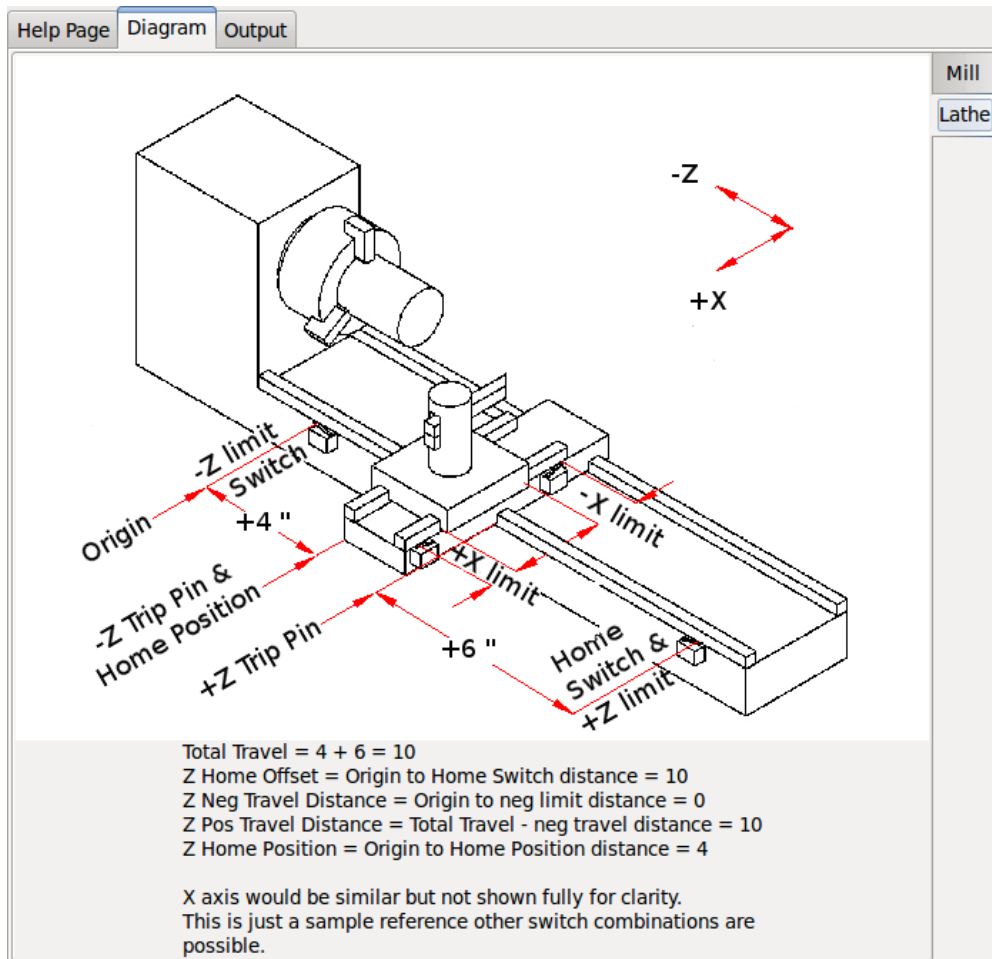 Help Page
Diagram
Output
Mill
Lathe
-Z
+X
-Z limit
Switch
Origin
+4 "
-Z Trip Pin &
Home Position
+Z Trip Pin
+X limit
-X limit
+6 "
Home
Switch &
+Z limit
Total Travel = 4 + 6 = 10
Z Home Offset = Origin to Home Switch distance = 10
Z Neg Travel Distance = Origin to neg limit distance = 0
Z Pos Travel Distance = Total Travel - neg travel distance = 10
Z Home Position = Origin to Home Position distance = 4
X axis would be similar but not shown fully for clarity.
This is just a sample reference other switch combinations are
possible.